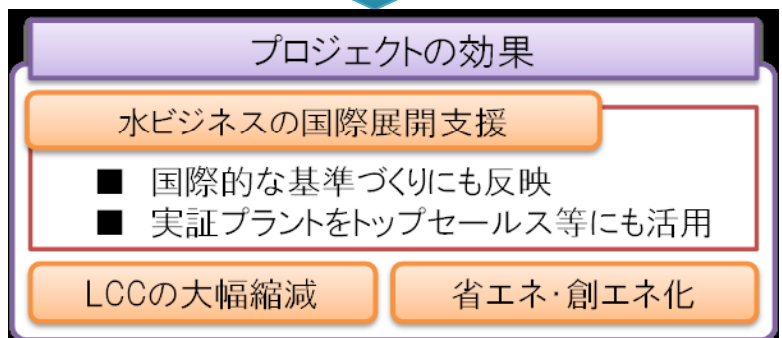 プロジェクトの効果
水ビジネスの国際展開支援
■ 国際的な基準づくりにも反映
■ 実証プラントをトップセールス等にも活用
LCCの大幅縮減
省エネ・創エネ化